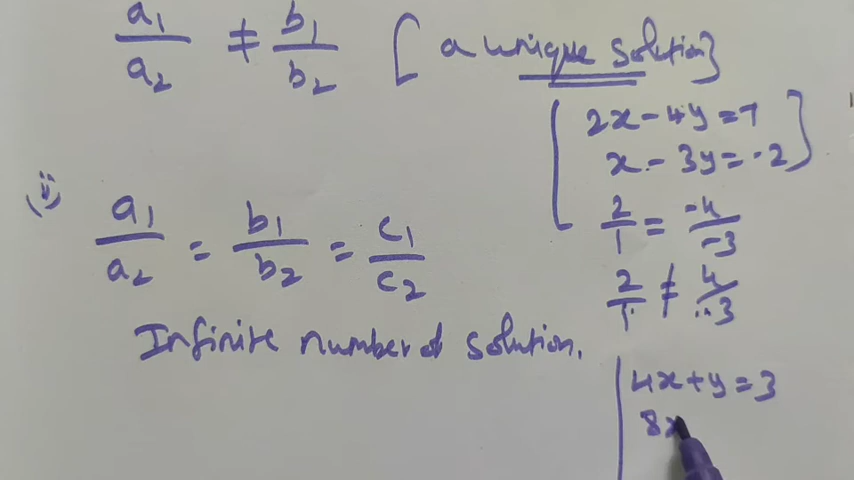 a₁/a₂ ≠ b₁/b₂ [a unique solution]
2x - 4y = 7
x - 3y = -2
2/1 = -4/-3
2/1 ≠ 4/3
(ii) a₁/a₂ = b₁/b₂ = c₁/c₂
Infinite number of solution.
4x + y = 3
8x